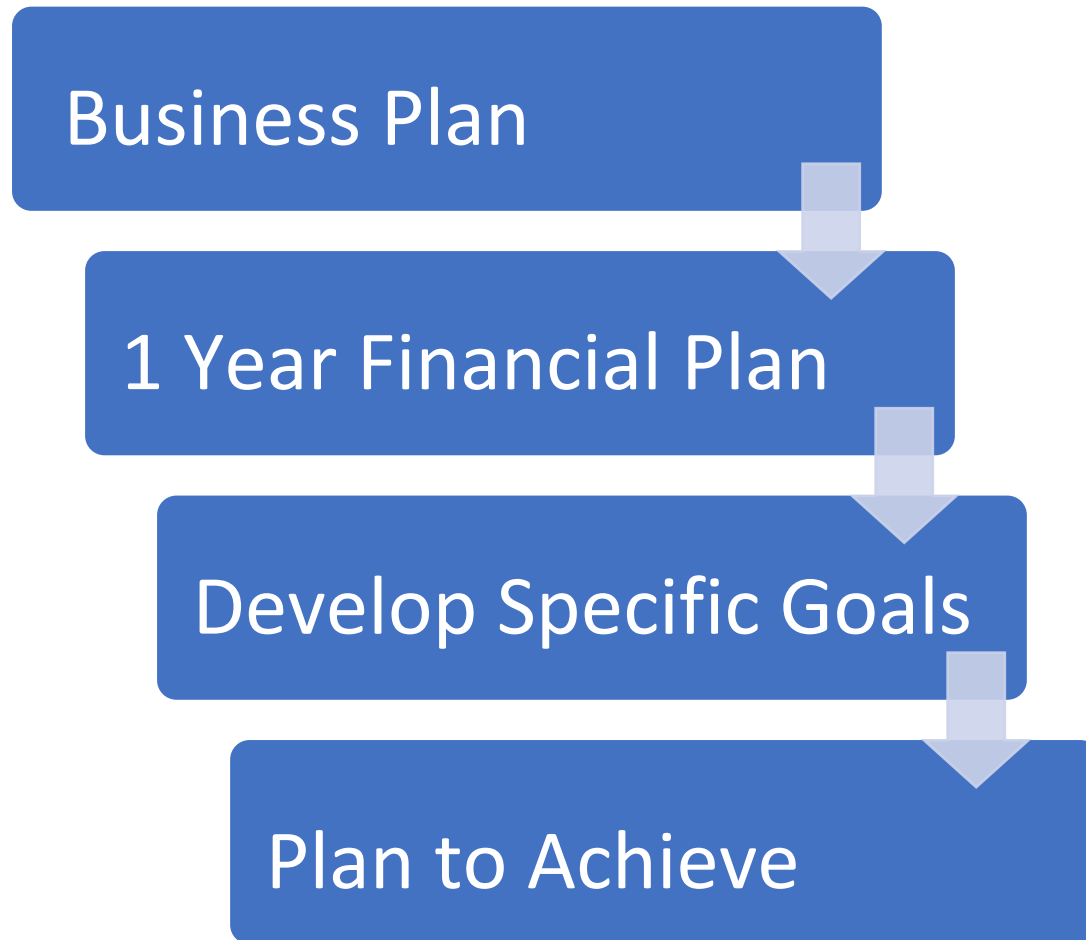 Business Plan
1 Year Financial Plan
Develop Specific Goals
Plan to Achieve